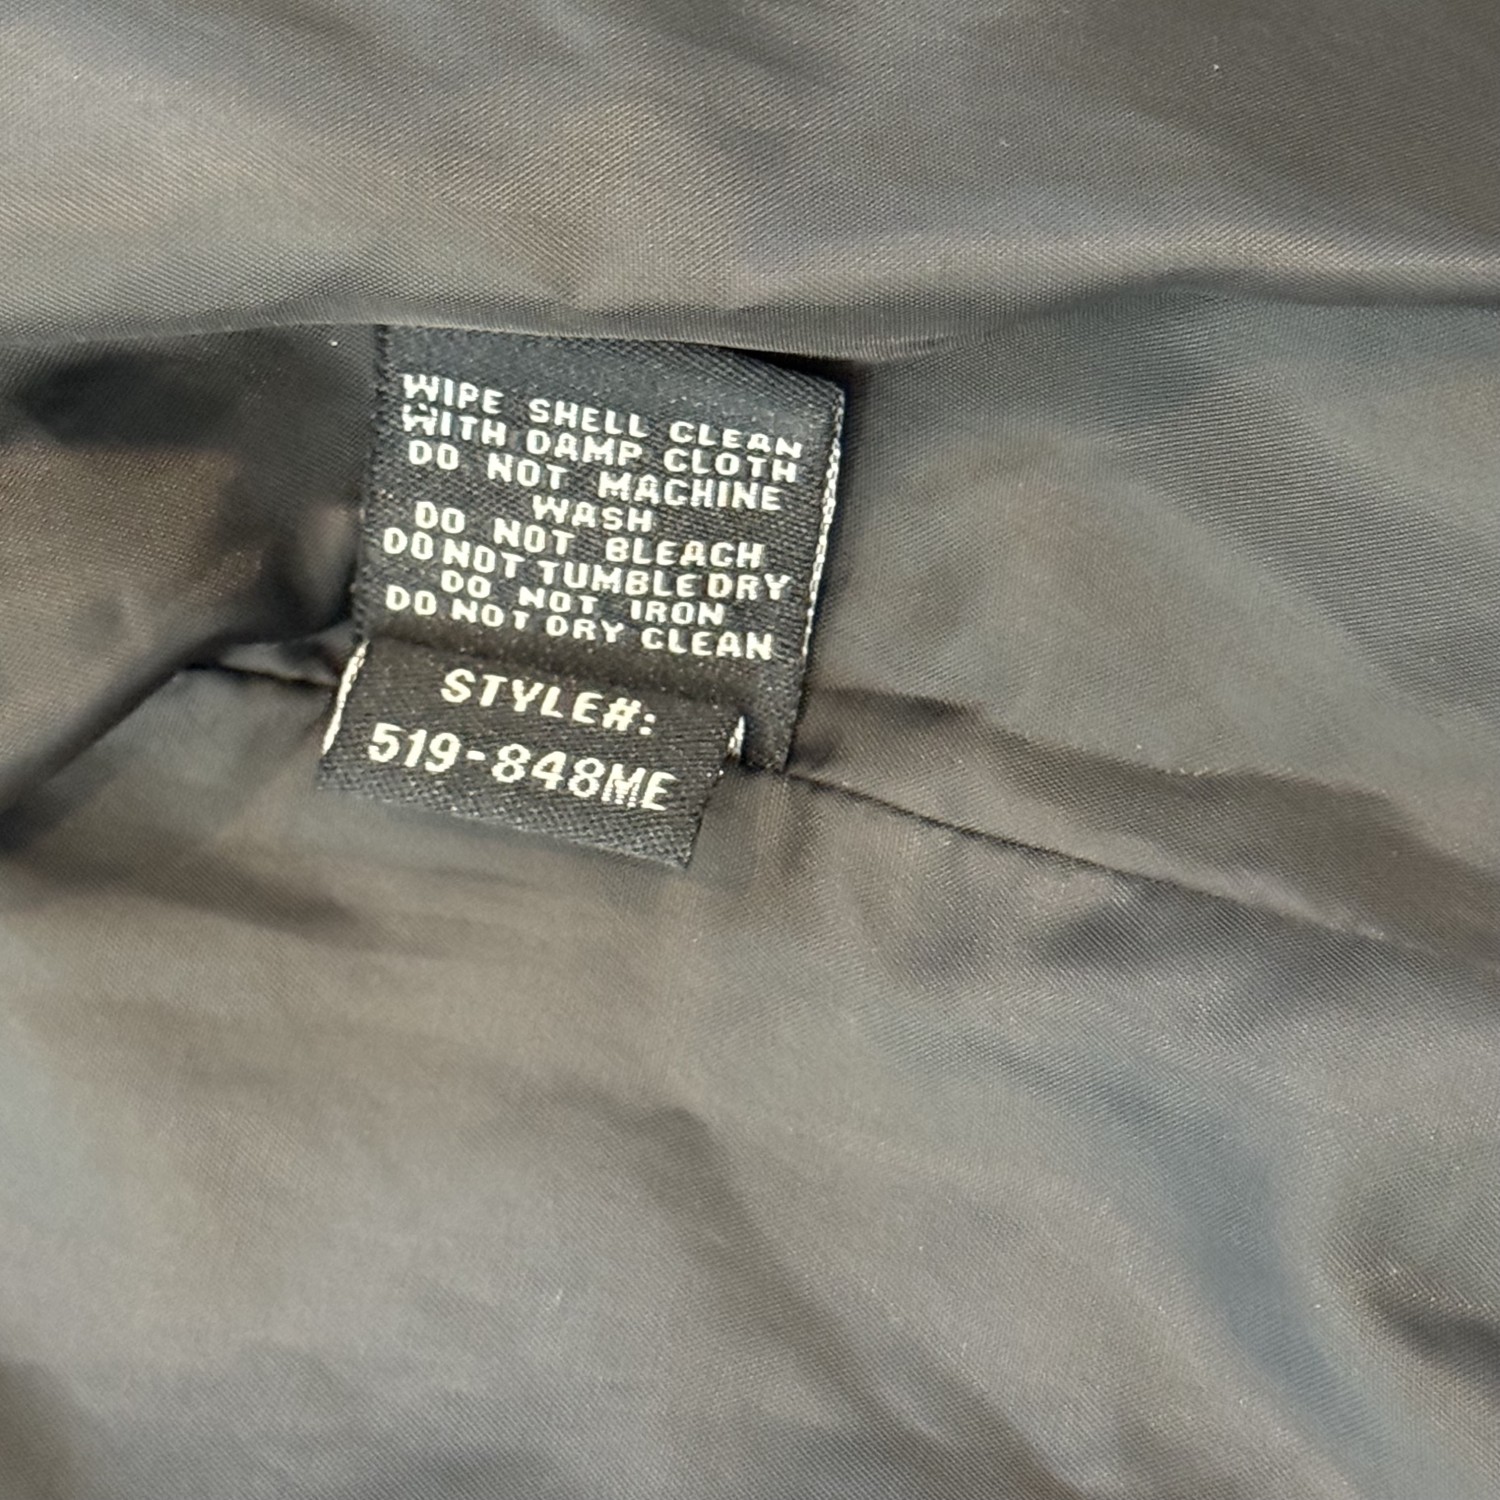 WIPE SHELL CLEAN
WITH DAMP CLOTH
DO NOT MACHINE
WASH
DO NOT BLEACH
DO NOT TUMBLE DRY
DO NOT IRON
DO NOT DRY CLEAN
STYLE#:
519-848ME